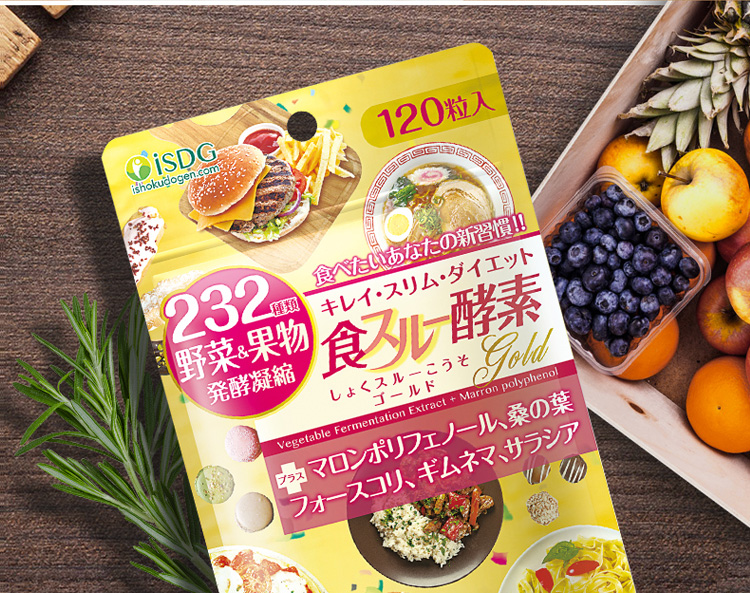 120粒入
iSDG
ishokudogen.com
食べたいあなたの新習慣!!
キレイ・スリム・ダイエット
食スルー酵素
しょくスルーこうそ
ゴールド
Gold
232種類
野菜&果物
発酵凝縮
Vegetable Fermentation Extract + Marron polyphenol
プラス
マロンポリフェノール、桑の葉
フォースコリ、ギムネマ、サラシア